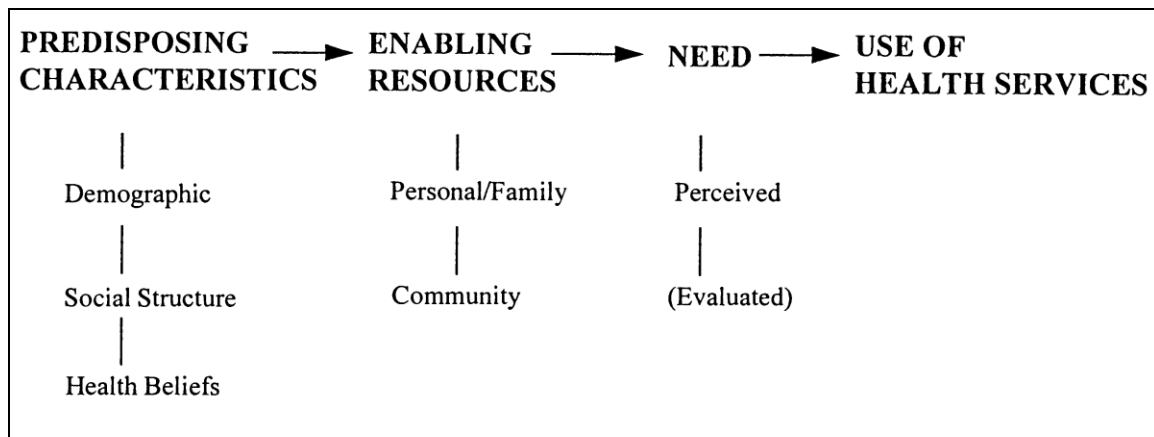 PREDISPOSING
CHARACTERISTICS
ENABLING
RESOURCES
NEED
USE OF
HEALTH SERVICES
Demographic
Social Structure
Health Beliefs
Personal/Family
Community
Perceived
(Evaluated)